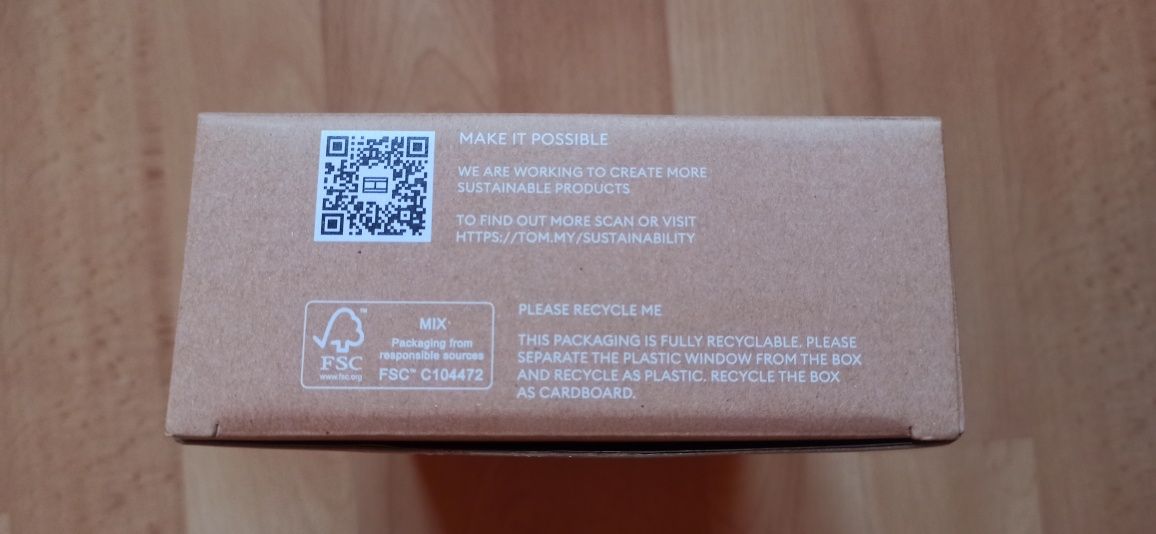 MAKE IT POSSIBLE
WE ARE WORKING TO CREATE MORE
SUSTAINABLE PRODUCTS
TO FIND OUT MORE SCAN OR VISIT
HTTPS://TOM.MY/SUSTAINABILITY
FSC
www.fsc.org
MIX
Packaging from
responsible sources
FSC™ C104472
PLEASE RECYCLE ME
THIS PACKAGING IS FULLY RECYCLABLE. PLEASE
SEPARATE THE PLASTIC WINDOW FROM THE BOX
AND RECYCLE AS PLASTIC. RECYCLE THE BOX
AS CARDBOARD.